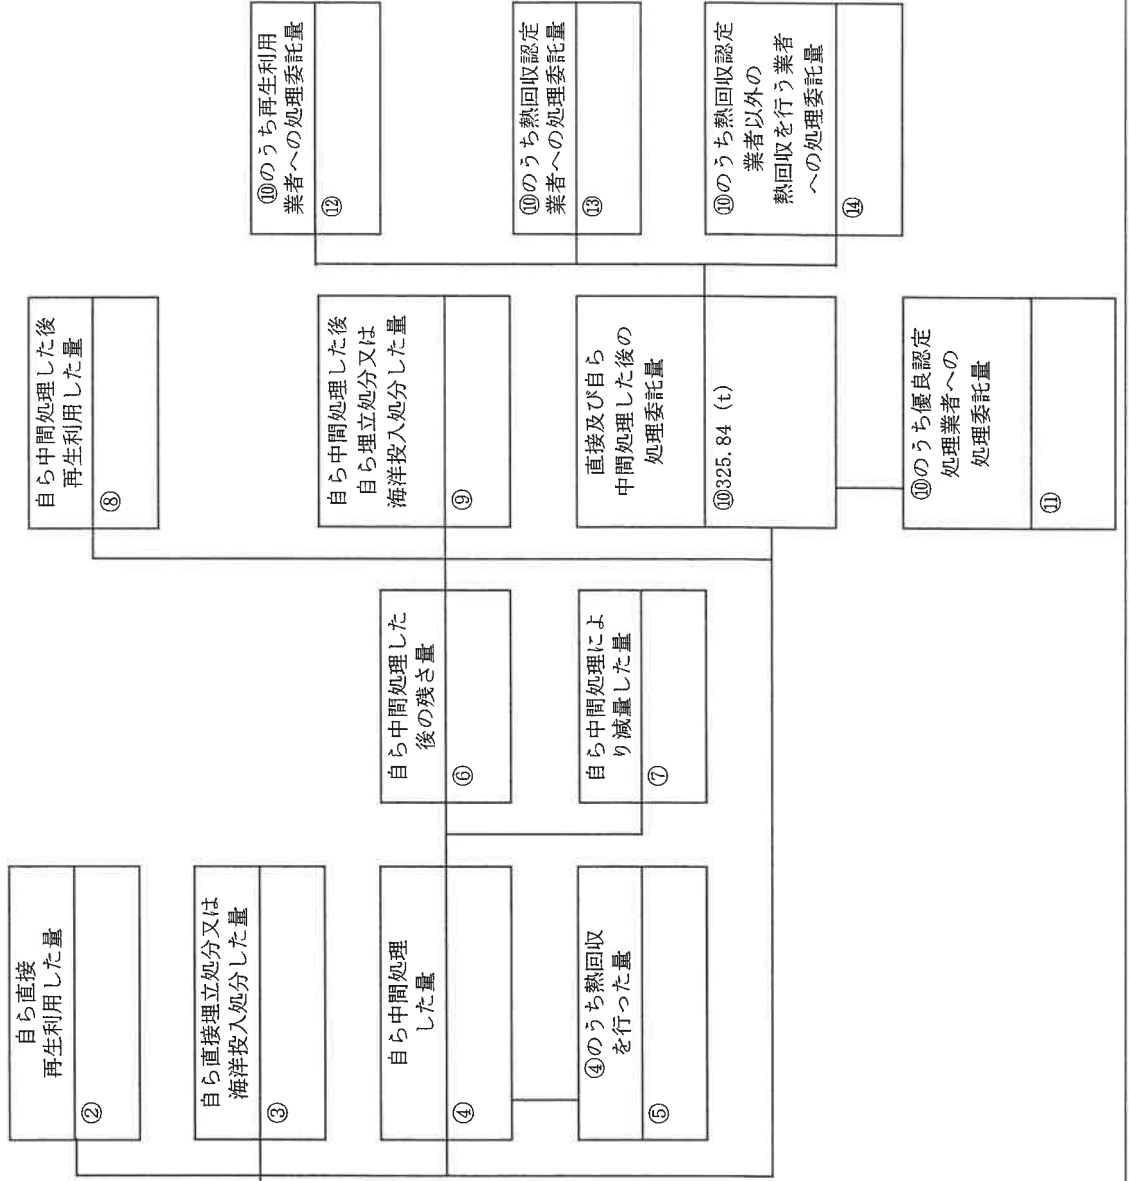 自ら直接
再生利用した量
②
自ら直接埋立処分又は
海洋投入処分した量
③
自ら中間処理
した量
④
④のうち熱回収
を行った量
⑤
自ら中間処理した
後の残さ量
⑥
自ら中間処理によ
り減量した量
⑦
自ら中間処理した後
再生利用した量
⑧
自ら中間処理した後
自ら埋立処分又は
海洋投入処分した量
⑨
直接及び自ら
中間処理した後の
処理委託量
⑩325.84 (t)
⑩のうち優良認定
処理業者への
処理委託量
⑪
⑩のうち再生利用
業者への処理委託量
⑫
⑩のうち熱回収認定
業者への処理委託量
⑬
⑩のうち熱回収認定
業者以外の
熱回収を行う業者
への処理委託量
⑭